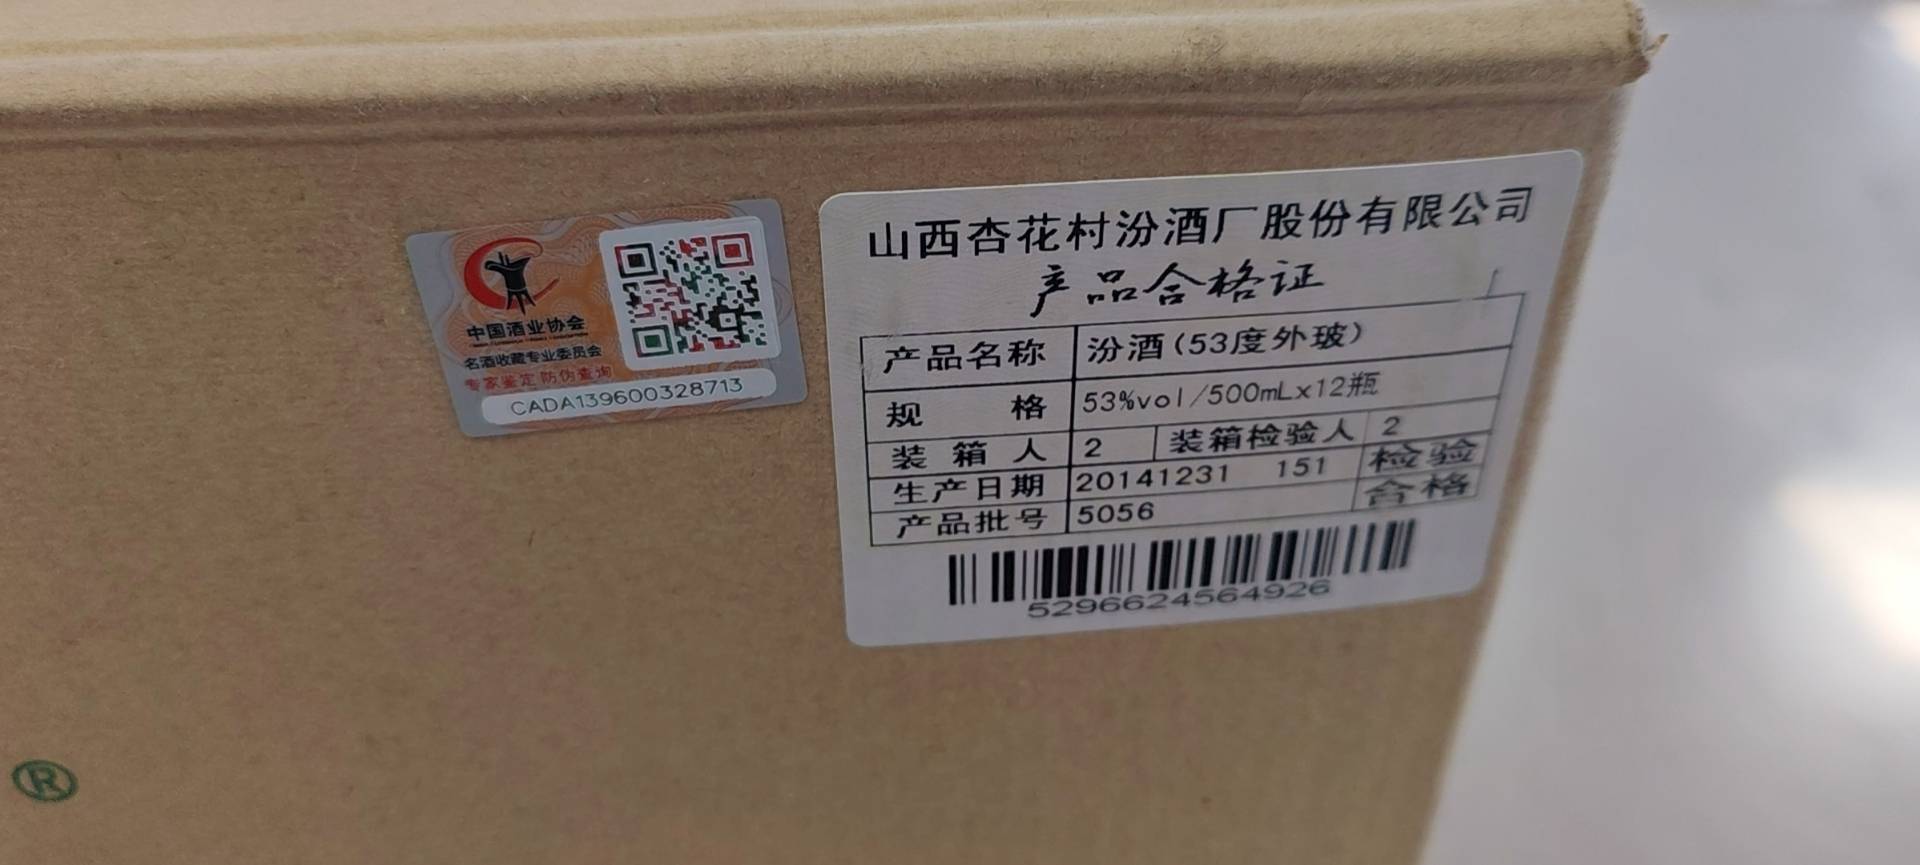 中国酒业协会
名酒收藏专业委员会
专家鉴定 防伪查询
CADA139600328713
山西杏花村汾酒厂股份有限公司
产品合格证
产品名称 汾酒(53度外玻)
规格 53%vol/500mLx12瓶
装箱人 2 装箱检验人 2
生产日期 20141231 151 检验
产品批号 5056 合格
5296624564926
®